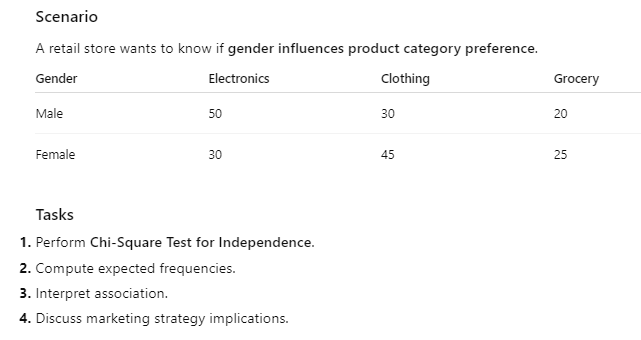 Scenario
A retail store wants to know if gender influences product category preference.
Gender Electronics Clothing Grocery
Male 50 30 20
Female 30 45 25
Tasks
1. Perform Chi-Square Test for Independence.
2. Compute expected frequencies.
3. Interpret association.
4. Discuss marketing strategy implications.